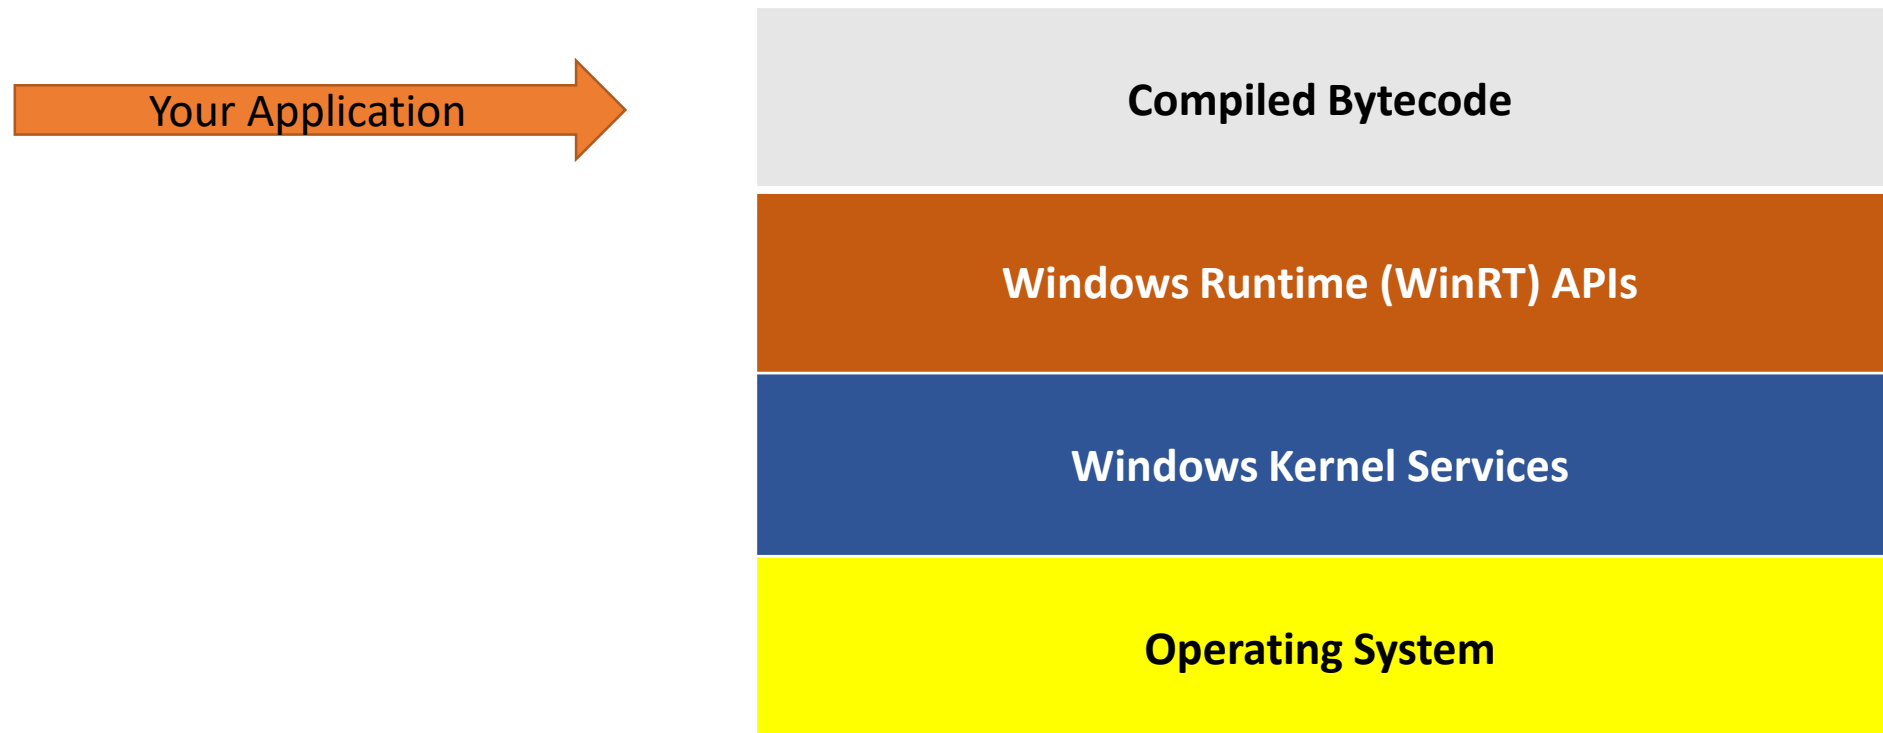 Your Application
Compiled Bytecode
Windows Runtime (WinRT) APIs
Windows Kernel Services
Operating System